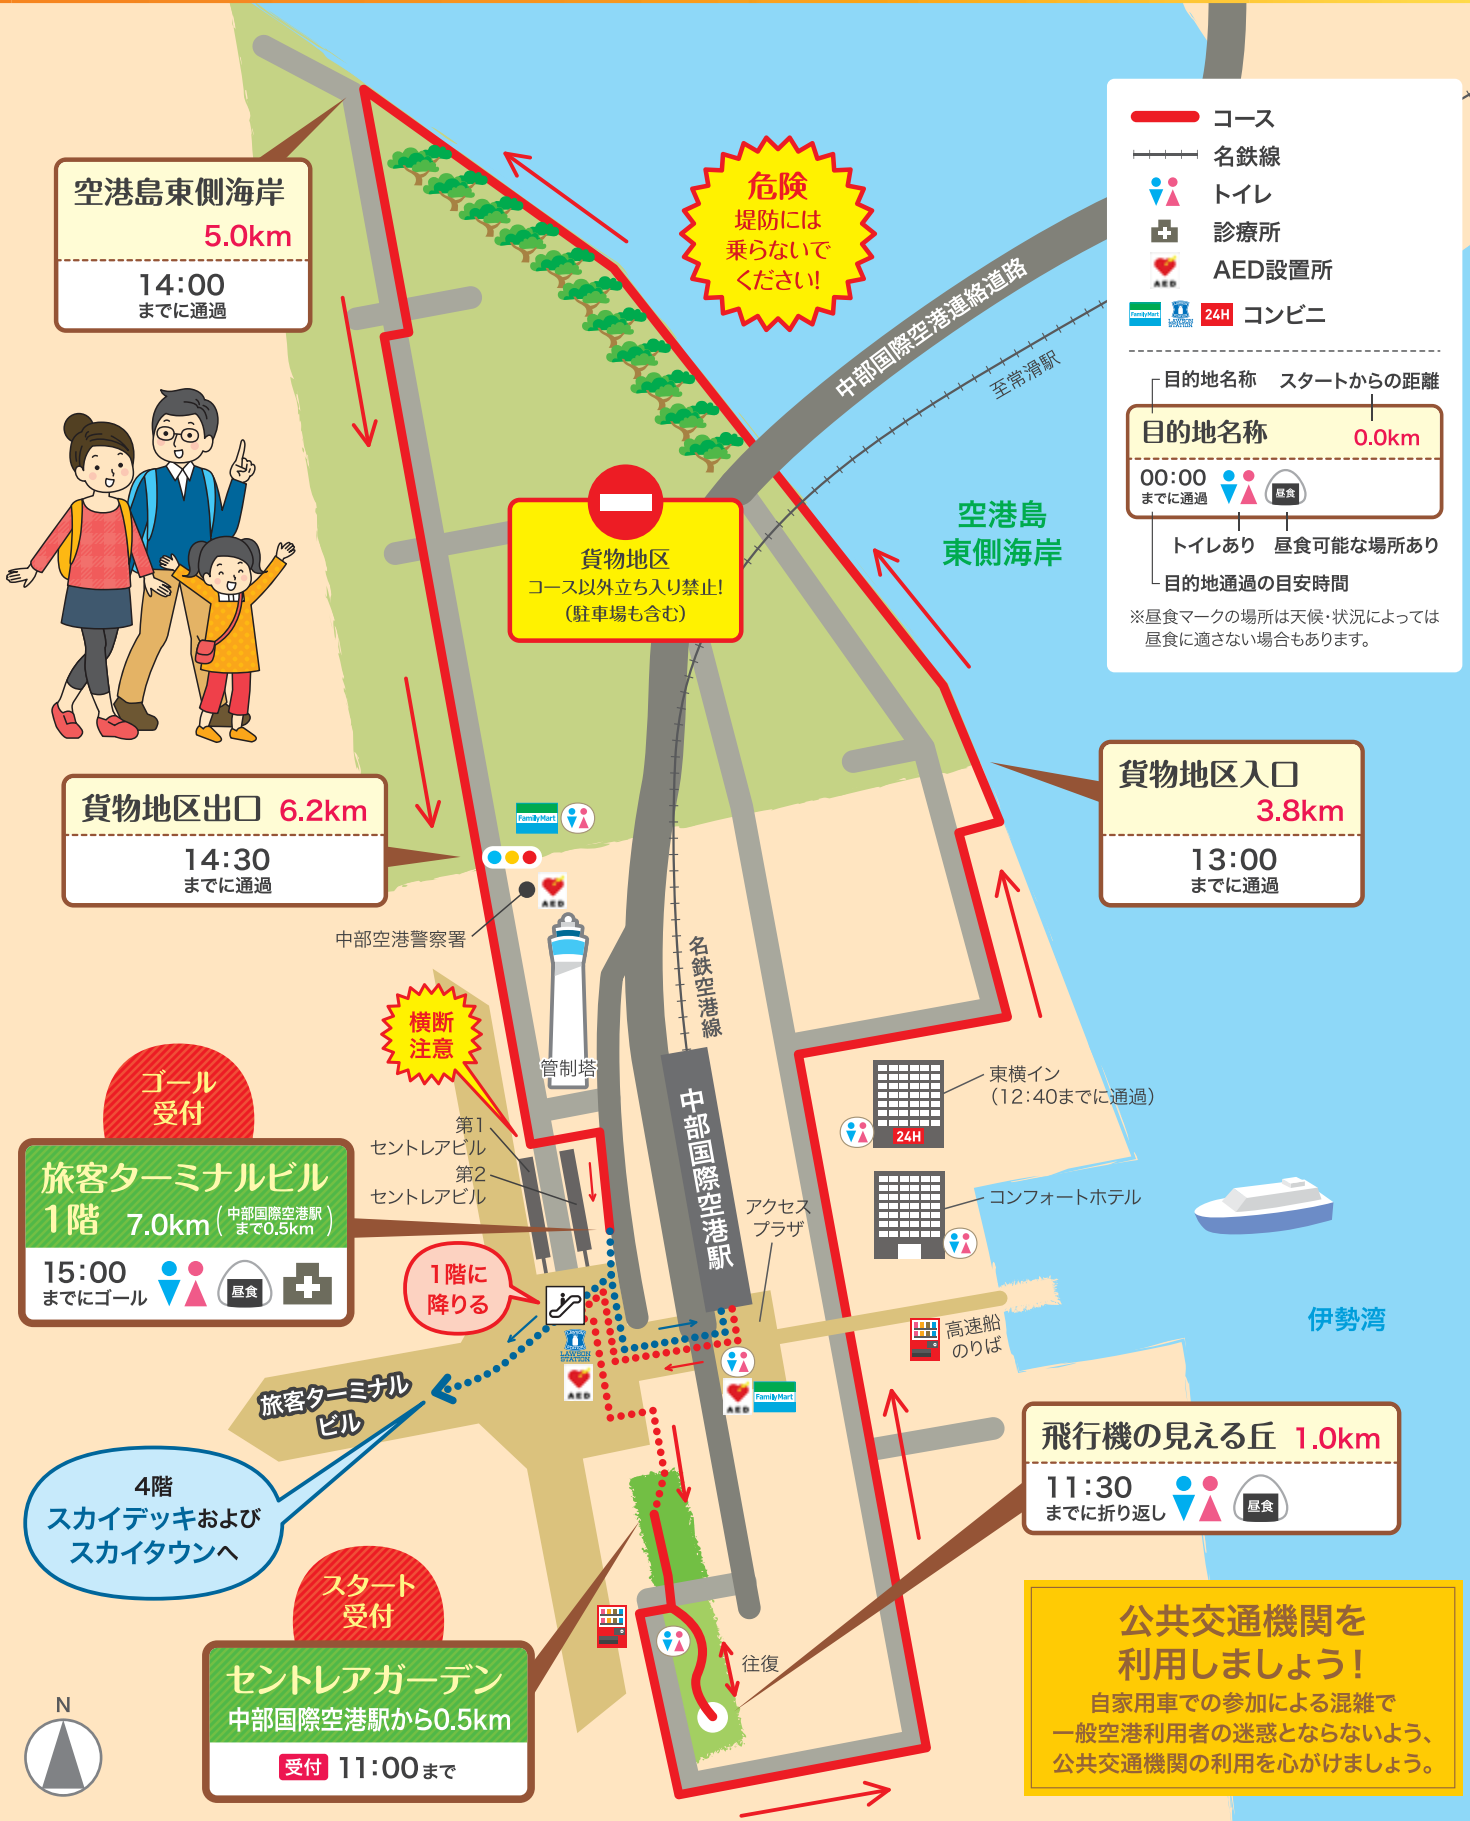 コース
名鉄線
トイレ
診療所
AED設置所
FamilyMart LAWSON STATION 24H コンビニ
目的地名称 スタートからの距離
目的地名称 0.0km
00:00
までに通過
昼食
トイレあり 昼食可能な場所あり
目的地通過の目安時間
※昼食マークの場所は天候・状況によっては
昼食に適さない場合もあります。
空港島東側海岸
5.0km
14:00
までに通過
危険
堤防には
乗らないで
ください!
中部国際空港連絡道路
至常滑駅
貨物地区
コース以外立ち入り禁止!
(駐車場も含む)
空港島
東側海岸
貨物地区入口
3.8km
13:00
までに通過
貨物地区出口 6.2km
14:30
までに通過
FamilyMart
AED
中部空港警察署
名鉄空港線
横断
注意
管制塔
中部国際空港駅
東横イン
(12:40までに通過)
24H
コンフォートホテル
第1
セントレアビル
第2
セントレアビル
アクセス
プラザ
ゴール
受付
旅客ターミナルビル
1階 7.0km(中部国際空港駅
まで0.5km)
15:00
までにゴール
昼食
1階に
降りる
LAWSON STATION
AED
高速船
のりば
伊勢湾
AED
FamilyMart
旅客ターミナル
ビル
4階
スカイデッキおよび
スカイタウンへ
飛行機の見える丘 1.0km
11:30
までに折り返し
昼食
スタート
受付
セントレアガーデン
中部国際空港駅から0.5km
受付 11:00まで
往復
N
公共交通機関を
利用しましょう!
自家用車での参加による混雑で
一般空港利用者の迷惑とならないよう、
公共交通機関の利用を心がけましょう。